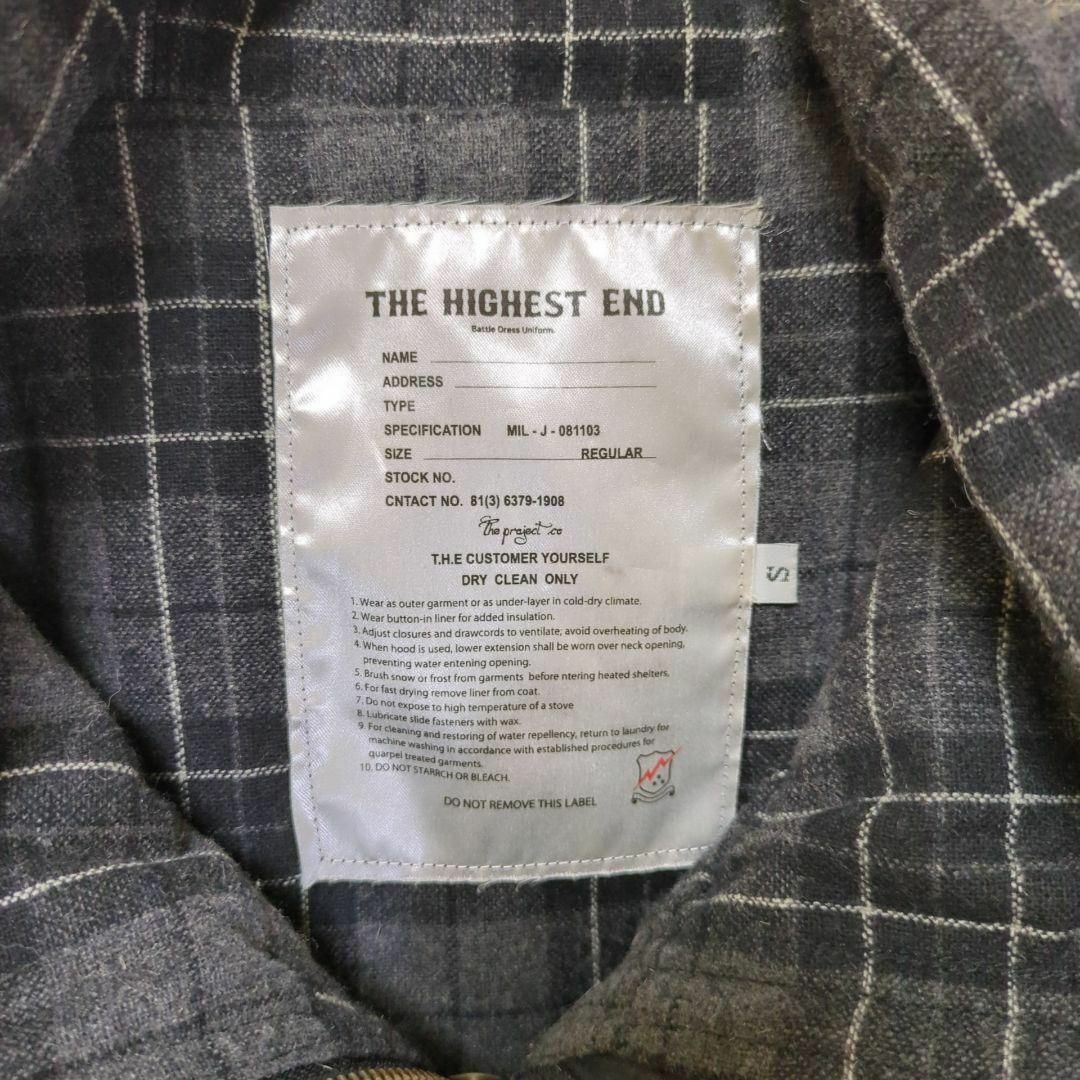 THE HIGHEST END
Battle Dress Uniform.
NAME
ADDRESS
TYPE
SPECIFICATION MIL - J - 081103
SIZE REGULAR
STOCK NO.
CNTACT NO. 81(3) 6379-1908
The project co
T.H.E CUSTOMER YOURSELF
DRY CLEAN ONLY
1. Wear as outer garment or as under-layer in cold-dry climate.
2. Wear button-in liner for added insulation.
3. Adjust closures and drawcords to ventilate, avoid overheating of body.
4. When hood is used, lower extension shall be worn over neck opening,
preventing water entening opening.
5. Brush snow or frost from garments before ntering heated shelters.
6. For fast drying remove liner from coat.
7. Do not expose to high temperature of a stove
8. Lubricate slide fasteners with wax.
9. For cleaning and restoring of water repellency, return to laundry for
machine washing in accordance with established procedures for
quarpel treated garments.
10. DO NOT STARRCH OR BLEACH.
DO NOT REMOVE THIS LABEL
S